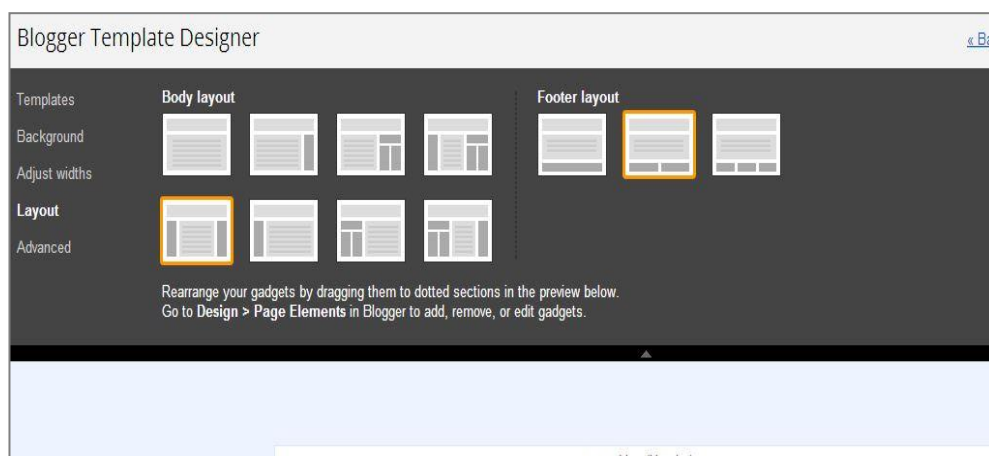 Blogger Template Designer
« Ba
Templates
Background
Adjust widths
Layout
Advanced
Body layout
Footer layout
Rearrange your gadgets by dragging them to dotted sections in the preview below.
Go to Design > Page Elements in Blogger to add, remove, or edit gadgets.